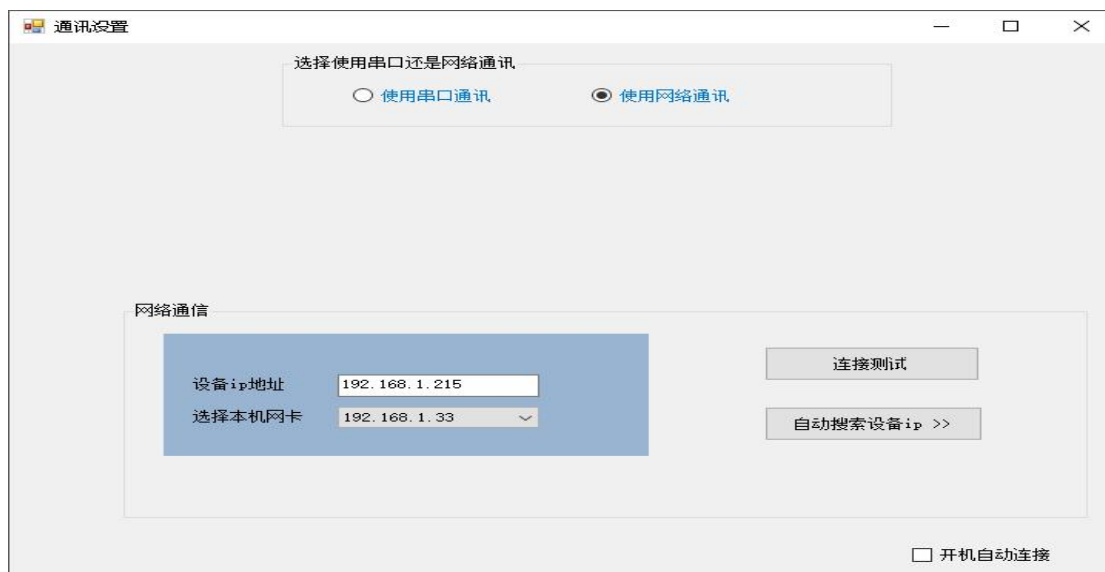 通讯设置
选择使用串口还是网络通讯
使用串口通讯 使用网络通讯
网络通信
连接测试
设备ip地址 192.168.1.215
选择本机网卡 192.168.1.33
自动搜索设备ip >>
开机自动连接